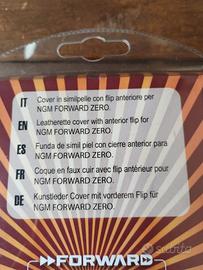 IT
Cover in similpelle con flip anteriore per
NGM FORWARD ZERO.
EN
Leatherette cover with anterior flip for
NGM FORWARD ZERO.
ES
Funda de simil piel con cierre anterior para
NGM FORWARD ZERO.
FR
Coque en faux cuir avec flip antérieur pour
NGM FORWARD ZERO.
DE
Kunstleder Cover mit vorderem Flip für
NGM FORWARD ZERO.
FORWARD
subito